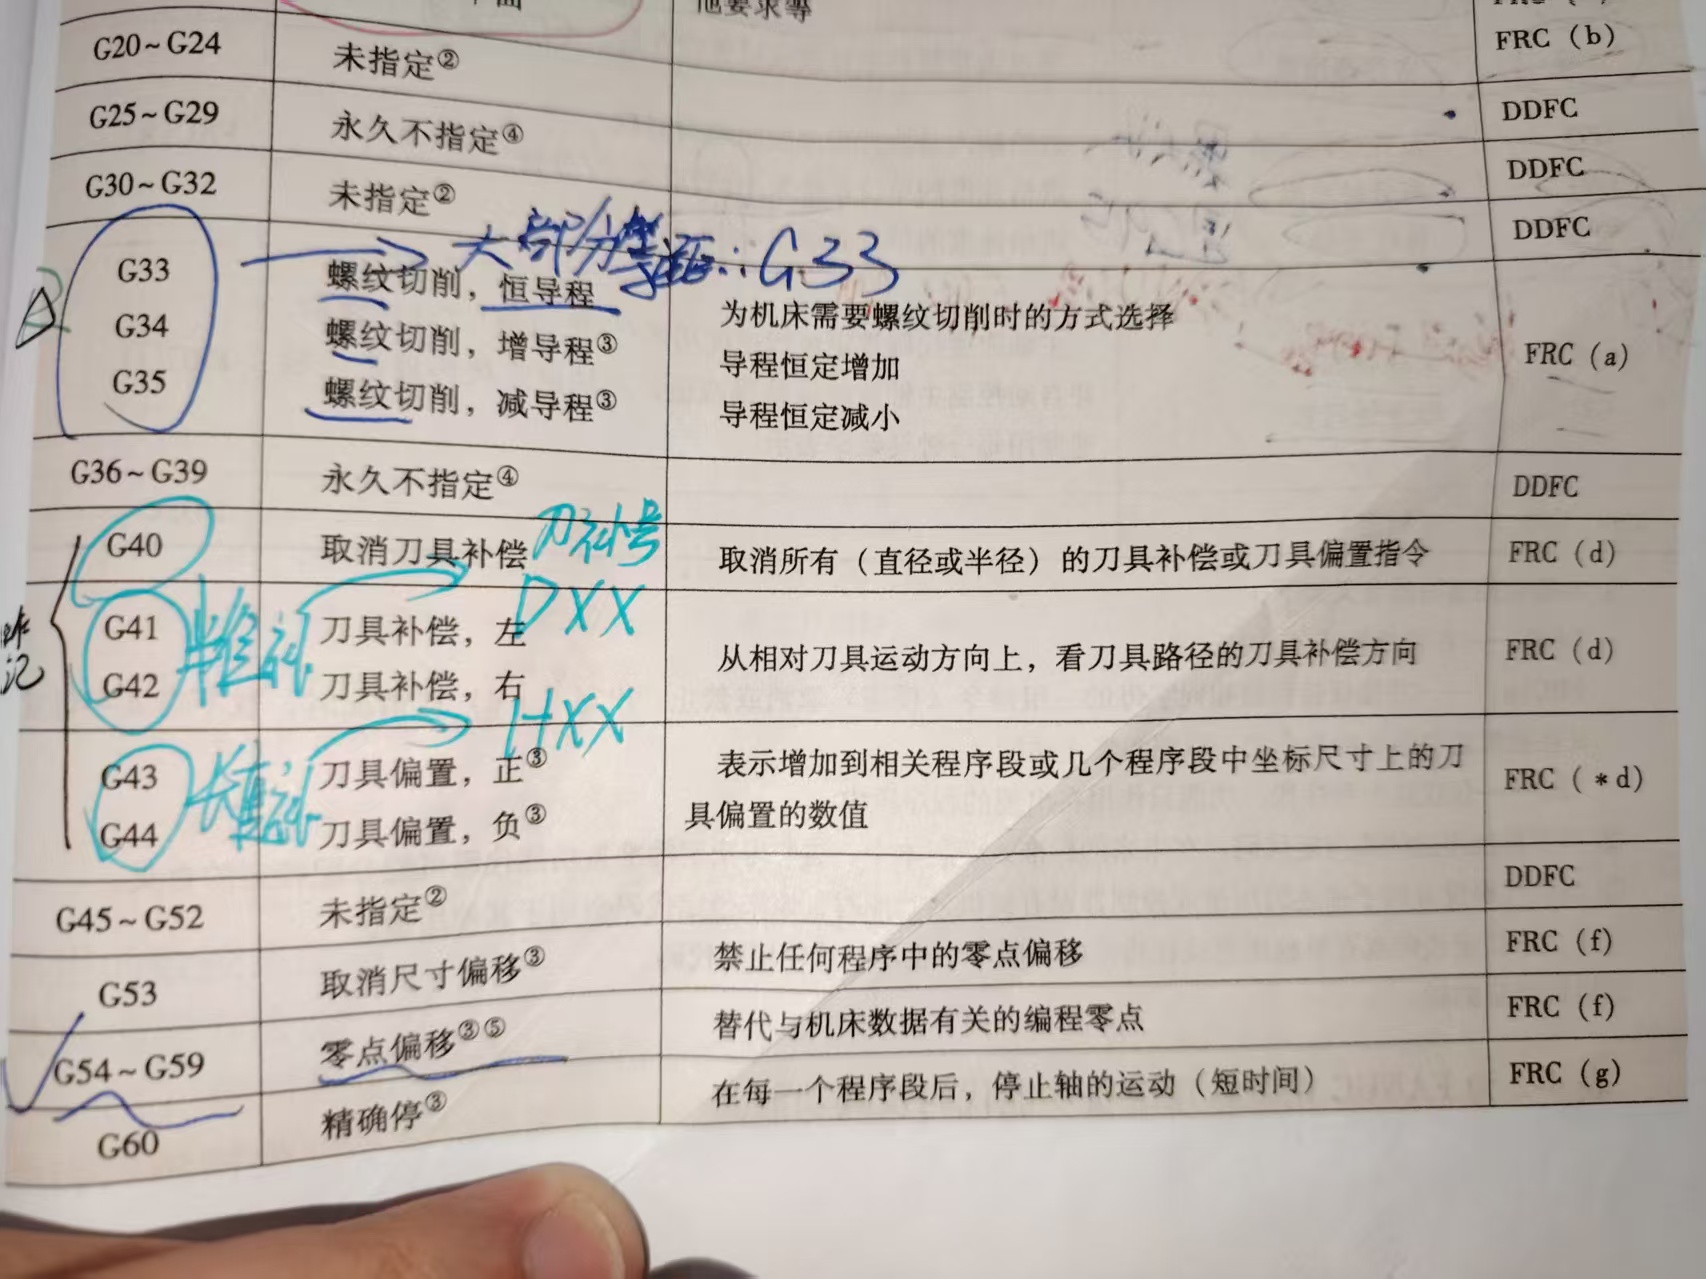 他要求等
G20~G24 未指定② FRC (b)
G25~G29 永久不指定④ DDFC
G30~G32 未指定② DDFC
DDFC
大部分 : G33
G33 螺纹切削，恒导程 为机床需要螺纹切削时的方式选择
G34 螺纹切削，增导程③ 导程恒定增加 FRC (a)
G35 螺纹切削，减导程③ 导程恒定减小
G36~G39 永久不指定④ DDFC
刀补号
G40 取消刀具补偿 取消所有（直径或半径）的刀具补偿或刀具偏置指令 FRC (d)
DXX
G41 半径补 刀具补偿，左 从相对刀具运动方向上，看刀具路径的刀具补偿方向 FRC (d)
G42 刀具补偿，右
HXX
G43 长度补 刀具偏置，正③ 表示增加到相关程序段或几个程序段中坐标尺寸上的刀 FRC (*d)
G44 刀具偏置，负③ 具偏置的数值
G45~G52 未指定② DDFC
G53 取消尺寸偏移③ 禁止任何程序中的零点偏移 FRC (f)
G54~G59 零点偏移③⑤ 替代与机床数据有关的编程零点 FRC (f)
G60 精确停③ 在每一个程序段后，停止轴的运动（短时间） FRC (g)
记